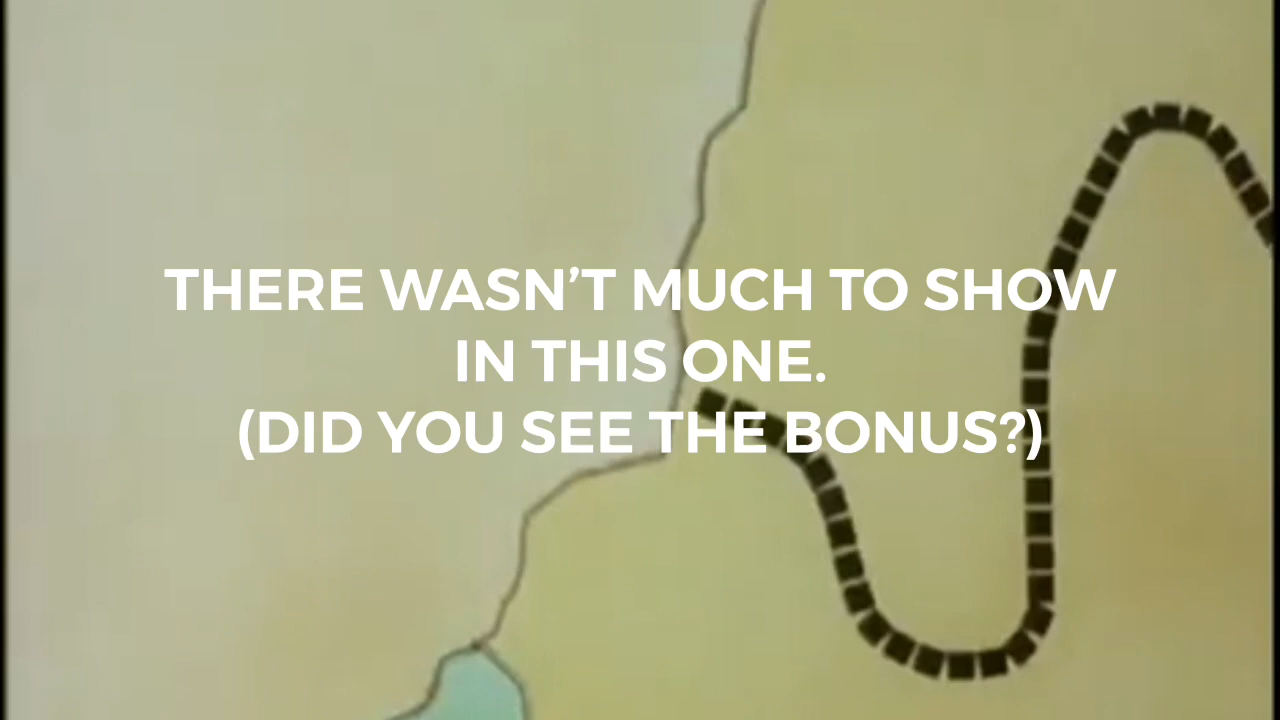 THERE WASN’T MUCH TO SHOW
IN THIS ONE.
(DID YOU SEE THE BONUS?)